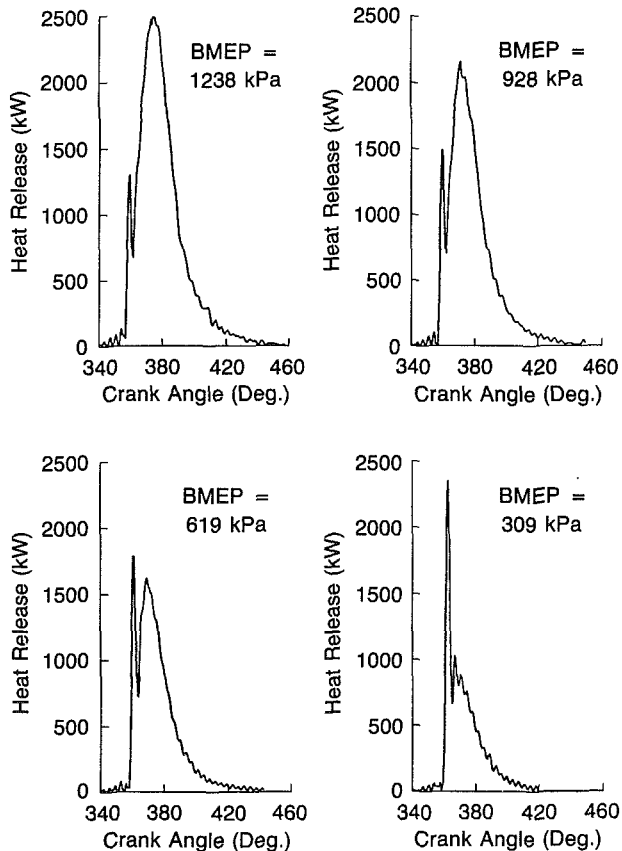 2500
2000
1500
1000
500
0
Heat Release (kW)
BMEP =
1238 kPa
340 380 420 460
Crank Angle (Deg.)
2500
2000
1500
1000
500
0
Heat Release (kW)
BMEP =
928 kPa
340 380 420 460
Crank Angle (Deg.)
2500
2000
1500
1000
500
0
Heat Release (kW)
BMEP =
619 kPa
340 380 420 460
Crank Angle (Deg.)
2500
2000
1500
1000
500
0
Heat Release (kW)
BMEP =
309 kPa
340 380 420 460
Crank Angle (Deg.)